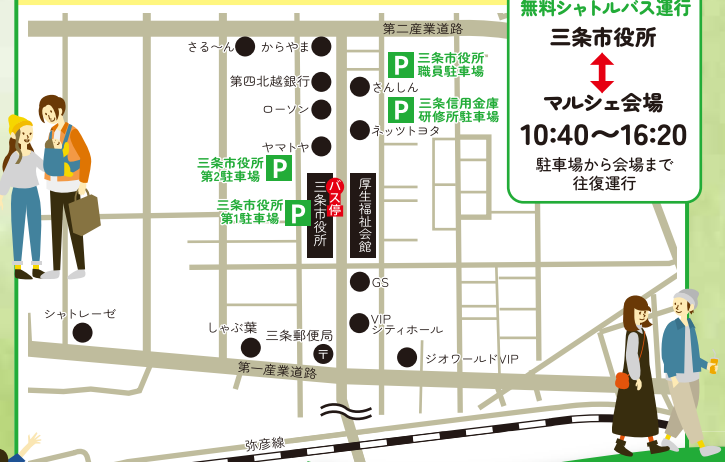 無料シャトルバス運行
三条市役所
マルシェ会場
10:40〜16:20
駐車場から会場まで
往復運行
第二産業道路
さる〜ん
からやま
P
三条市役所
職員駐車場
第四北越銀行
さんしん
ローソン
P
三条信用金庫
研修所駐車場
ネッツトヨタ
ヤマトヤ
三条市役所
第2駐車場
P
バス停
三条市役所
厚生福祉会館
三条市役所
第1駐車場
P
GS
シャトレーゼ
VIP
シティホール
しゃぶ葉
三条郵便局
〒
ジオワールドVIP
第一産業道路
弥彦線